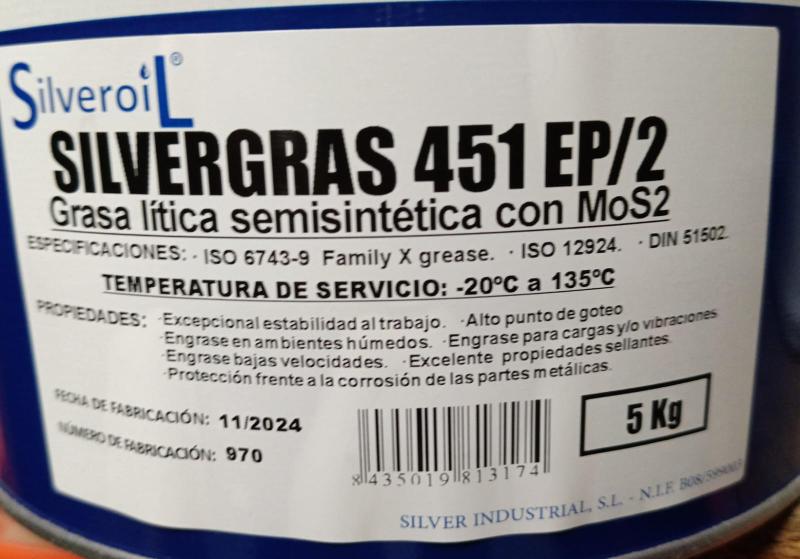 Silveroil®
SILVERGRAS 451 EP/2
Grasa lítica semisintética con MoS2
ESPECIFICACIONES: · ISO 6743-9 Family X grease. · ISO 12924. · DIN 51502.
TEMPERATURA DE SERVICIO: -20ºC a 135ºC
PROPIEDADES: ·Excepcional estabilidad al trabajo. ·Alto punto de goteo
·Engrase en ambientes húmedos. ·Engrase para cargas y/o vibraciones
·Engrase bajas velocidades. ·Excelente propiedades sellantes.
·Protección frente a la corrosión de las partes metálicas.
FECHA DE FABRICACIÓN: 11/2024
NÚMERO DE FABRICACIÓN: 970
5 Kg
8 435019 813174
SILVER INDUSTRIAL, S.L. - N.I.F.